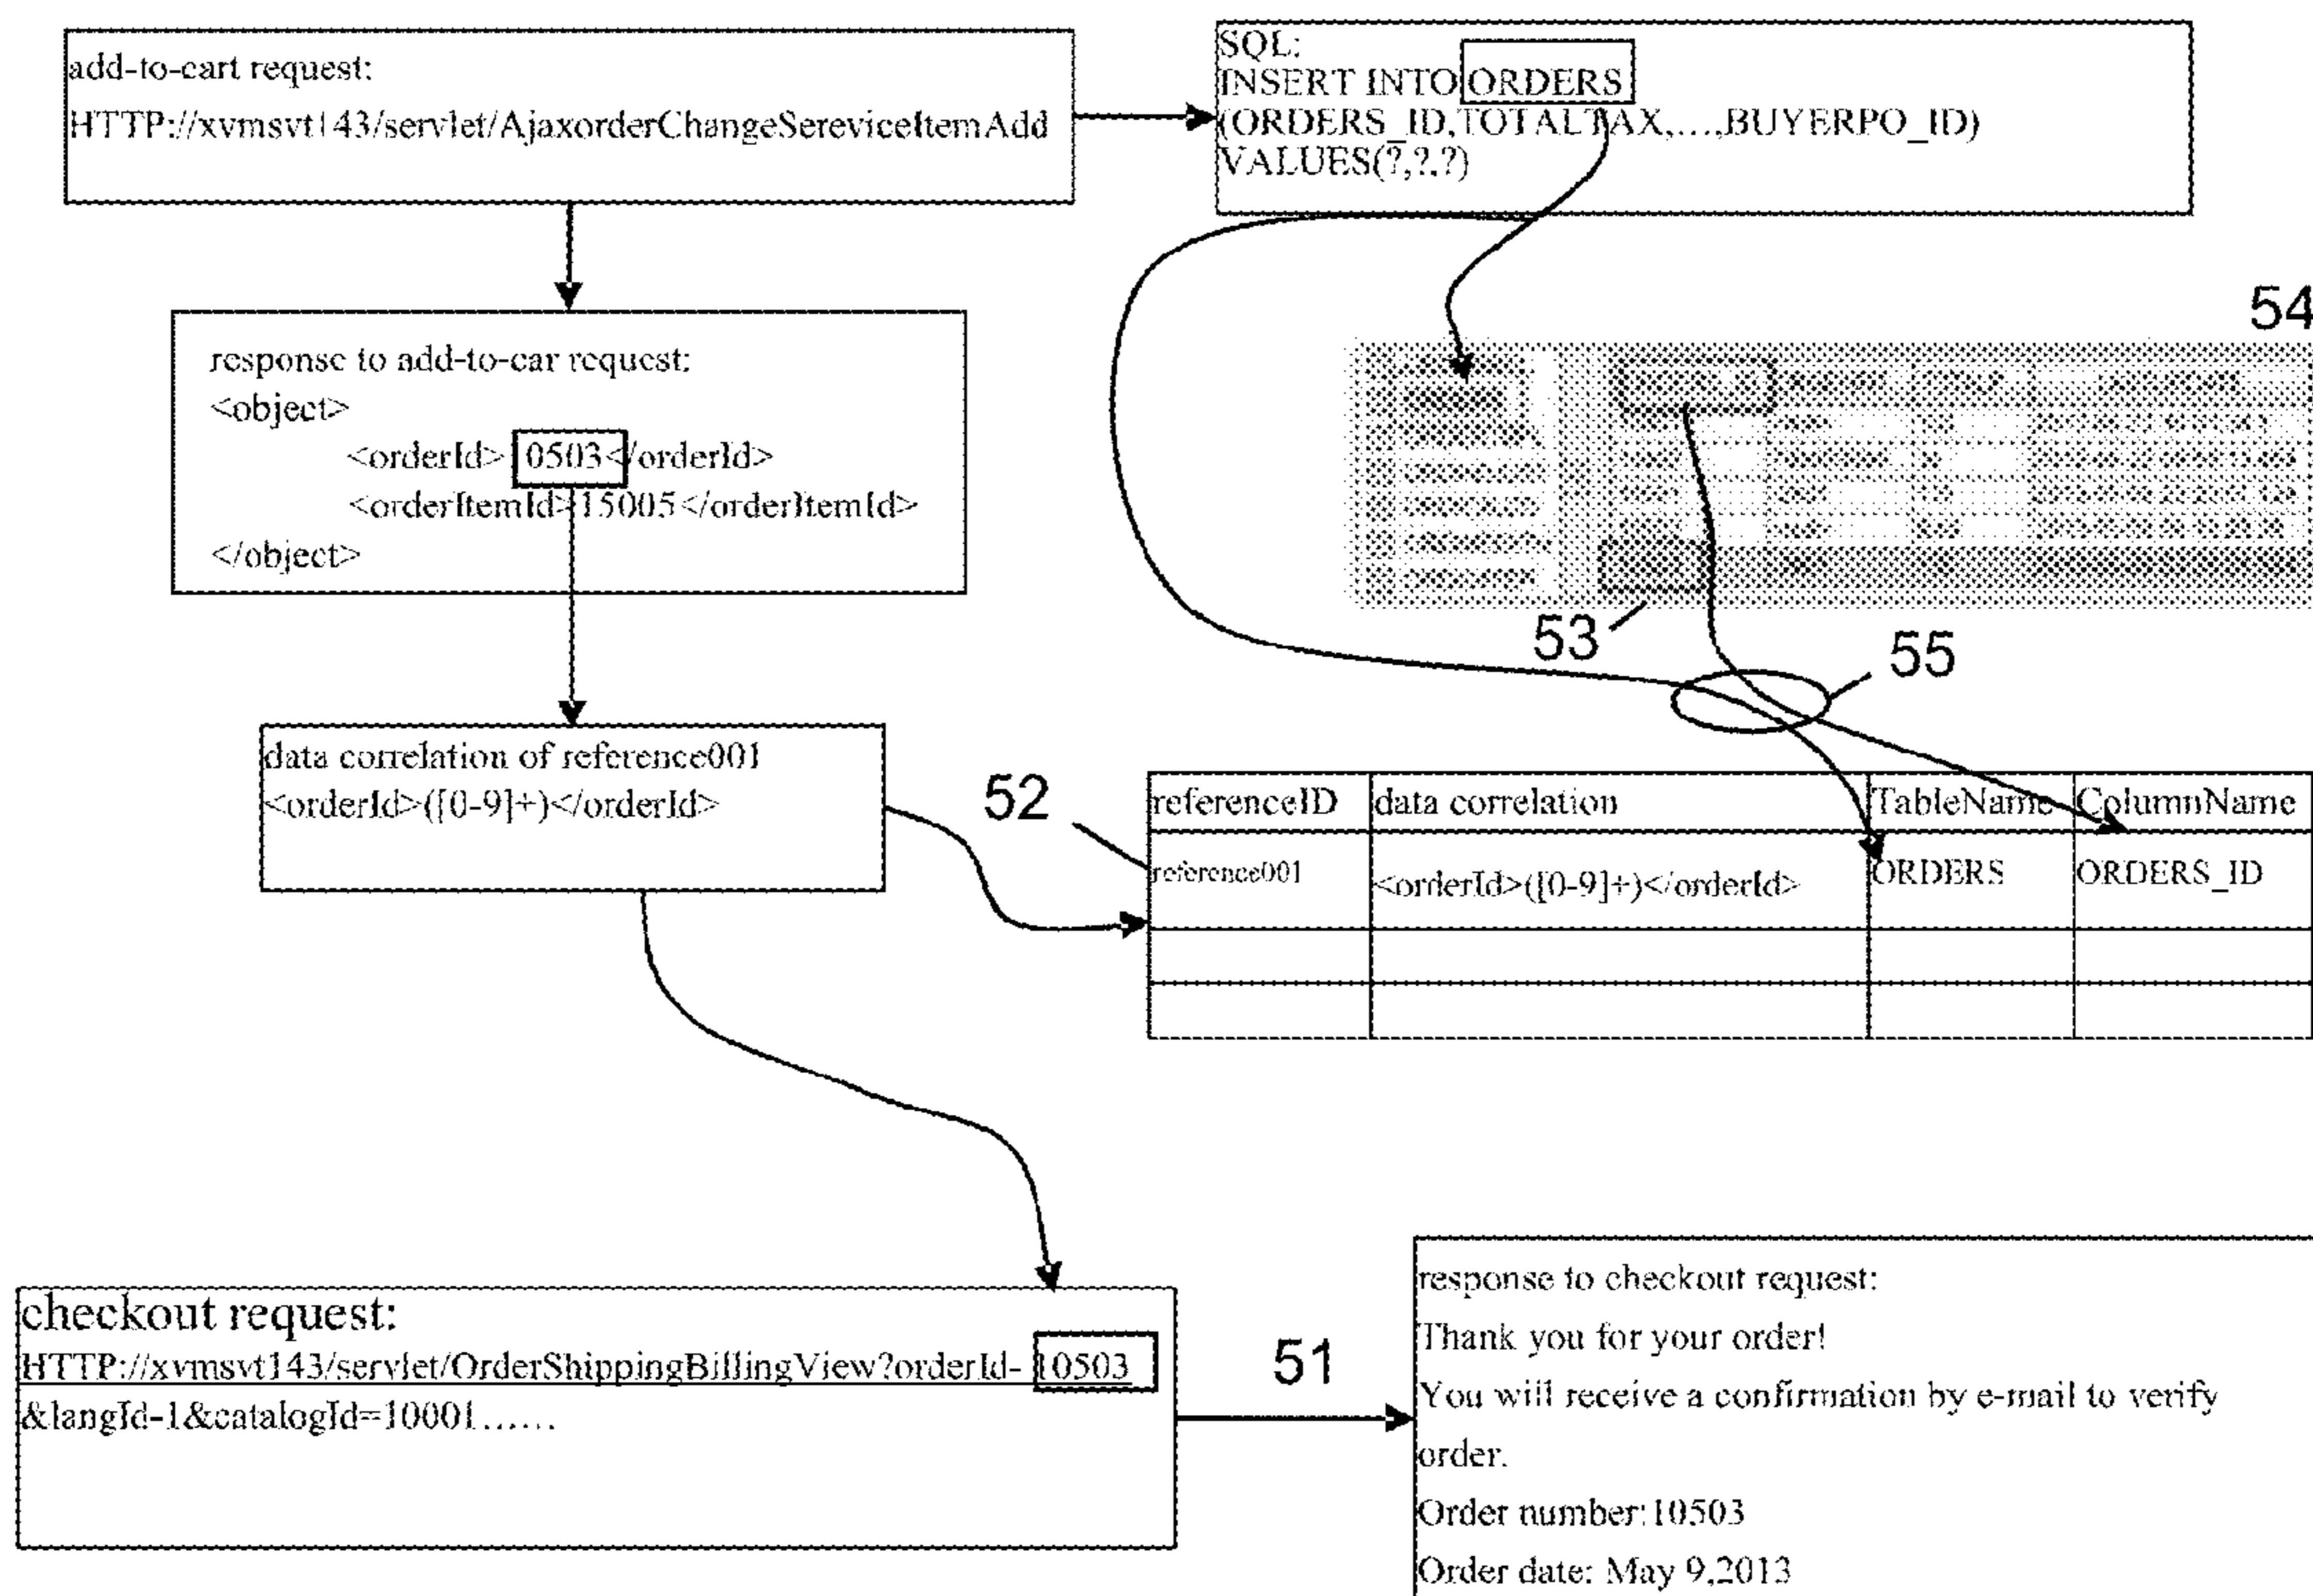 add-to-cart request:
HTTP://xvmsvt143/servlet/AjaxorderChangeSereviceItemAdd
SQL:
INSERT INTO ORDERS
(ORDERS_ID,TOTALTAX,...,BUYERPO_ID)
VALUES(?,?,?)
54
response to add-to-car request:
<object>
<orderId> 0503</orderId>
<orderItemId>15005</orderItemId>
</object>
53
55
data correlation of reference001
<orderId>([0-9]+)</orderId>
52
referenceID data correlation TableName ColumnName
reference001 <orderId>([0-9]+)</orderId> ORDERS ORDERS_ID
checkout request:
HTTP://xvmsvt143/servlet/OrderShippingBillingView?orderId- 10503
&langId-1&catalogId=10001......
51
response to checkout request:
Thank you for your order!
You will receive a confirmation by e-mail to verify
order.
Order number:10503
Order date: May 9,2013